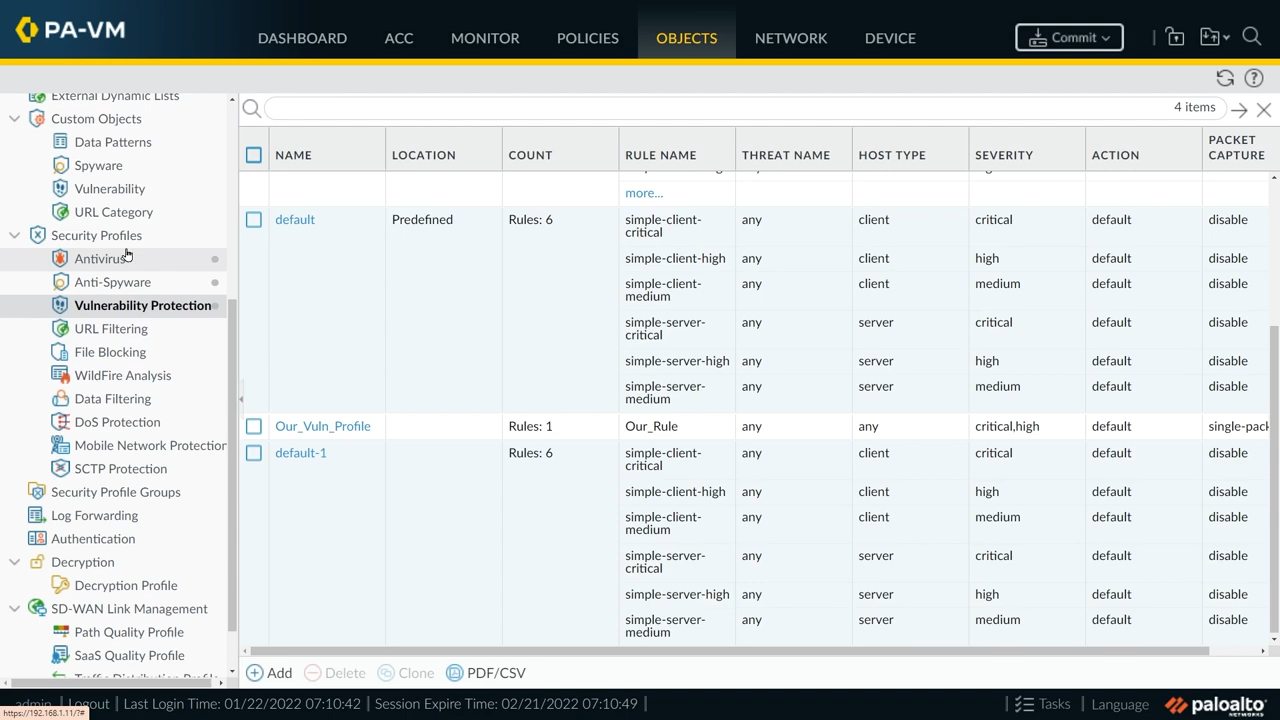 PA-VM
DASHBOARD
ACC
MONITOR
POLICIES
OBJECTS
NETWORK
DEVICE
Commit
External Dynamic Lists
Custom Objects
Data Patterns
Spyware
Vulnerability
URL Category
Security Profiles
Antivirus
Anti-Spyware
Vulnerability Protection
URL Filtering
File Blocking
WildFire Analysis
Data Filtering
DoS Protection
Mobile Network Protection
SCTP Protection
Security Profile Groups
Log Forwarding
Authentication
Decryption
Decryption Profile
SD-WAN Link Management
Path Quality Profile
SaaS Quality Profile
4 items
NAME LOCATION COUNT RULE NAME THREAT NAME HOST TYPE SEVERITY ACTION PACKET CAPTURE
more...
default Predefined Rules: 6 simple-client-
critical any client critical default disable
simple-client-high any client high default disable
simple-client-
medium any client medium default disable
simple-server-
critical any server critical default disable
simple-server-high any server high default disable
simple-server-
medium any server medium default disable
Our_Vuln_Profile Rules: 1 Our_Rule any any critical,high default single-pack
default-1 Rules: 6 simple-client-
critical any client critical default disable
simple-client-high any client high default disable
simple-client-
medium any client medium default disable
simple-server-
critical any server critical default disable
simple-server-high any server high default disable
simple-server-
medium any server medium default disable
Add Delete Clone PDF/CSV
admin | Logout | Last Login Time: 01/22/2022 07:10:42 | Session Expire Time: 02/21/2022 07:10:49 |
Tasks | Language
paloalto
NETWORKS
https://192.168.1.11/?#